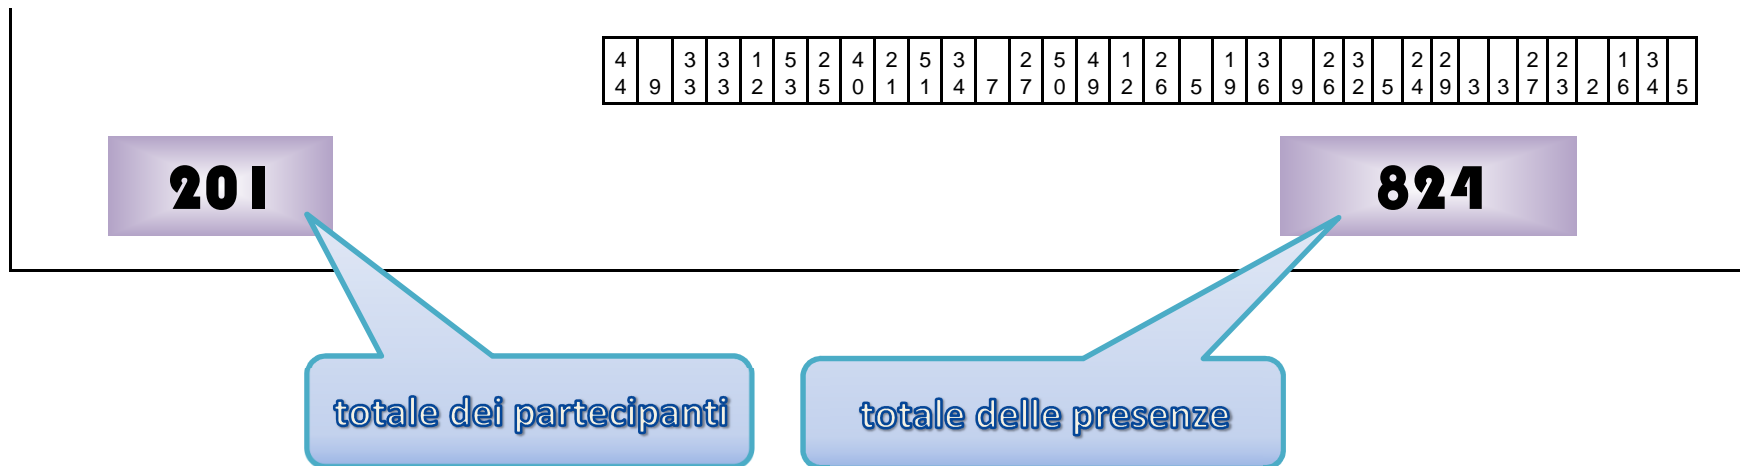 44 9 33 33 12 53 25 40 21 51 34 7 27 50 49 12 26 5 19 36 9 26 32 5 24 29 3 3 27 23 2 16 34 5
201 824
totale dei partecipanti totale delle presenze